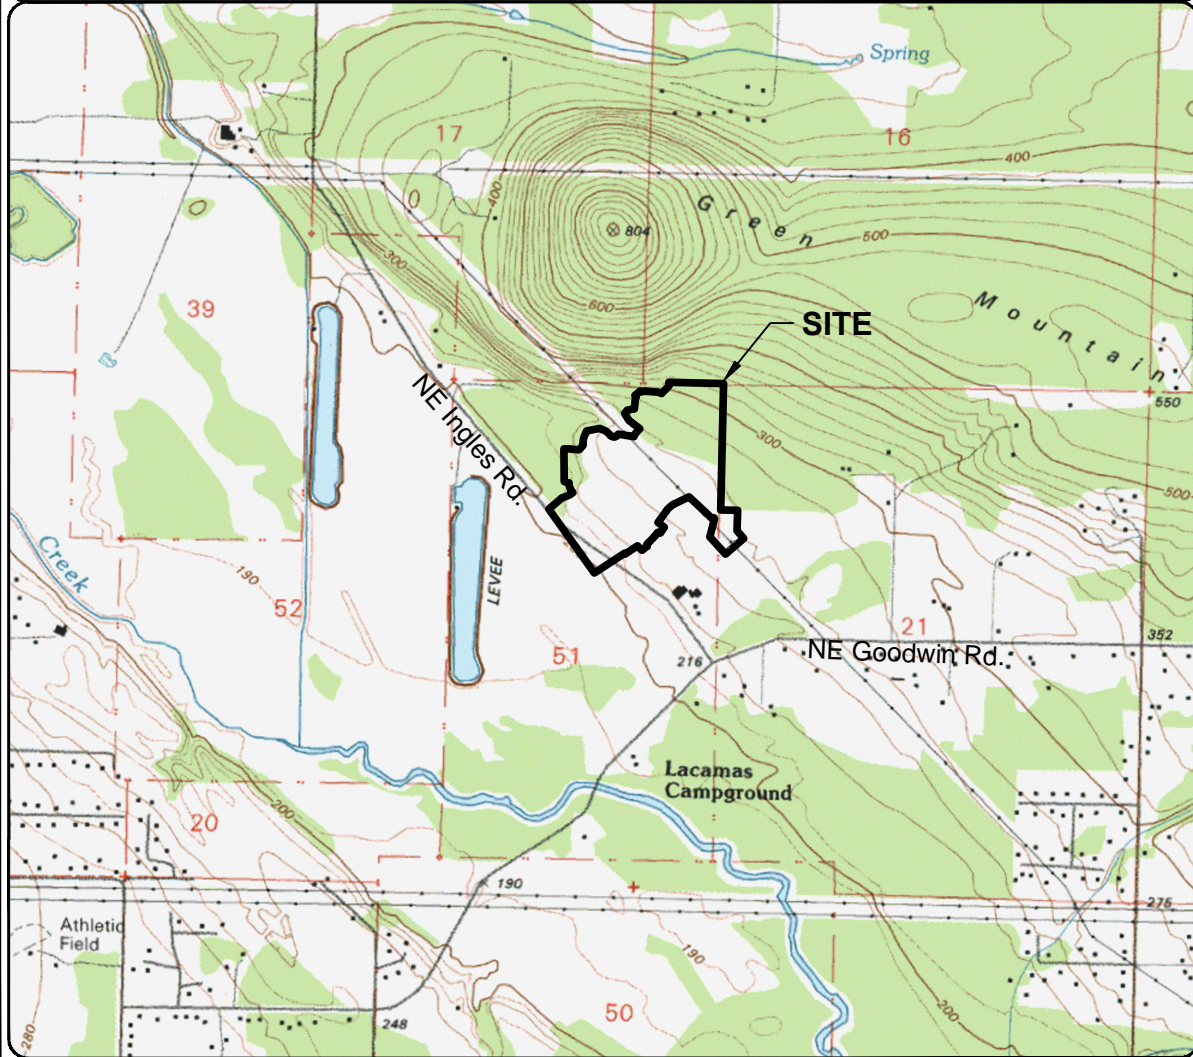 Spring
17
16
400
400
Green
804
500
300
600
39
SITE
Mountain
550
NE Ingles Rd.
300
500
Creek
190
LEVEE
52
51
21
352
216
NE Goodwin Rd.
Lacamas
Campground
200
20
190
275
Athletic
Field
190
50
200
248
280